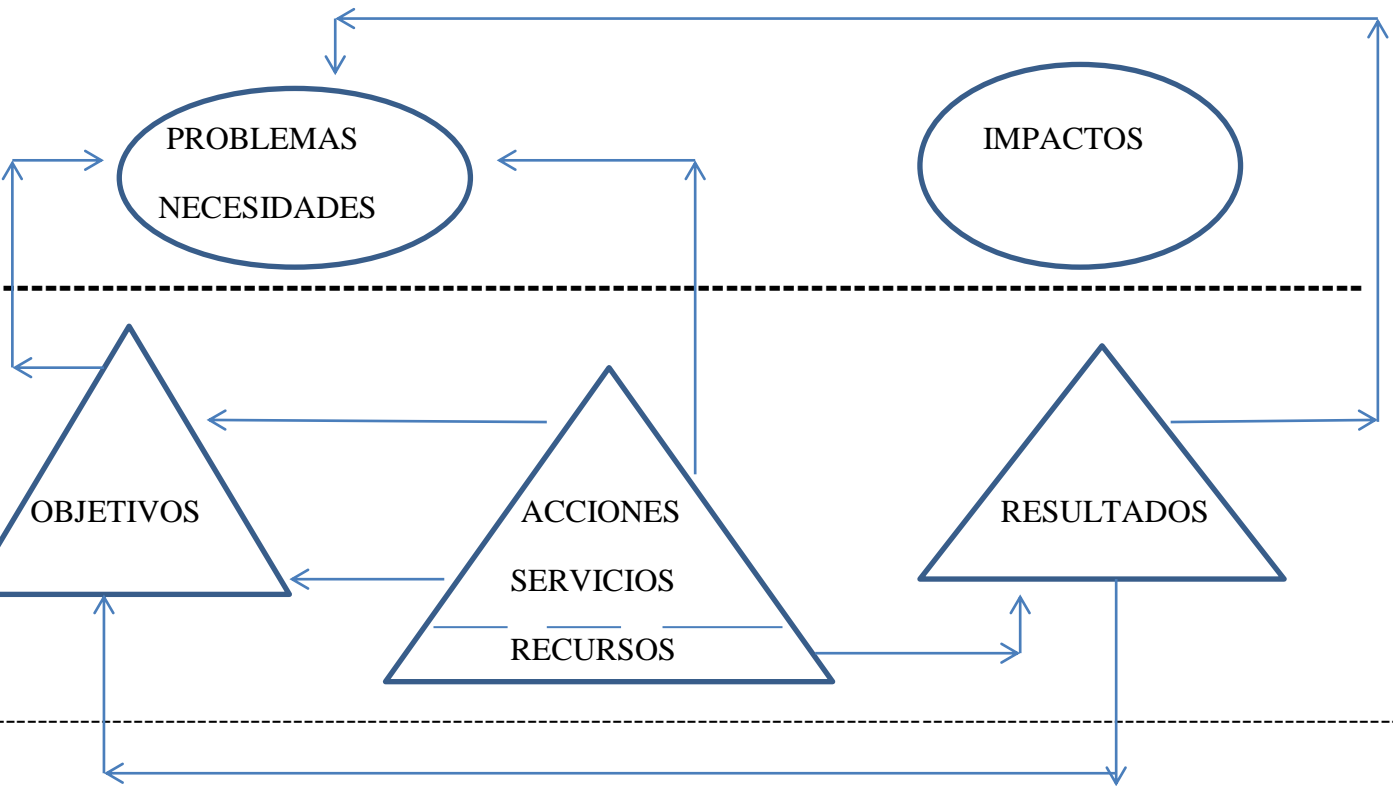 PROBLEMAS
NECESIDADES
IMPACTOS
OBJETIVOS
ACCIONES
SERVICIOS
RECURSOS
RESULTADOS